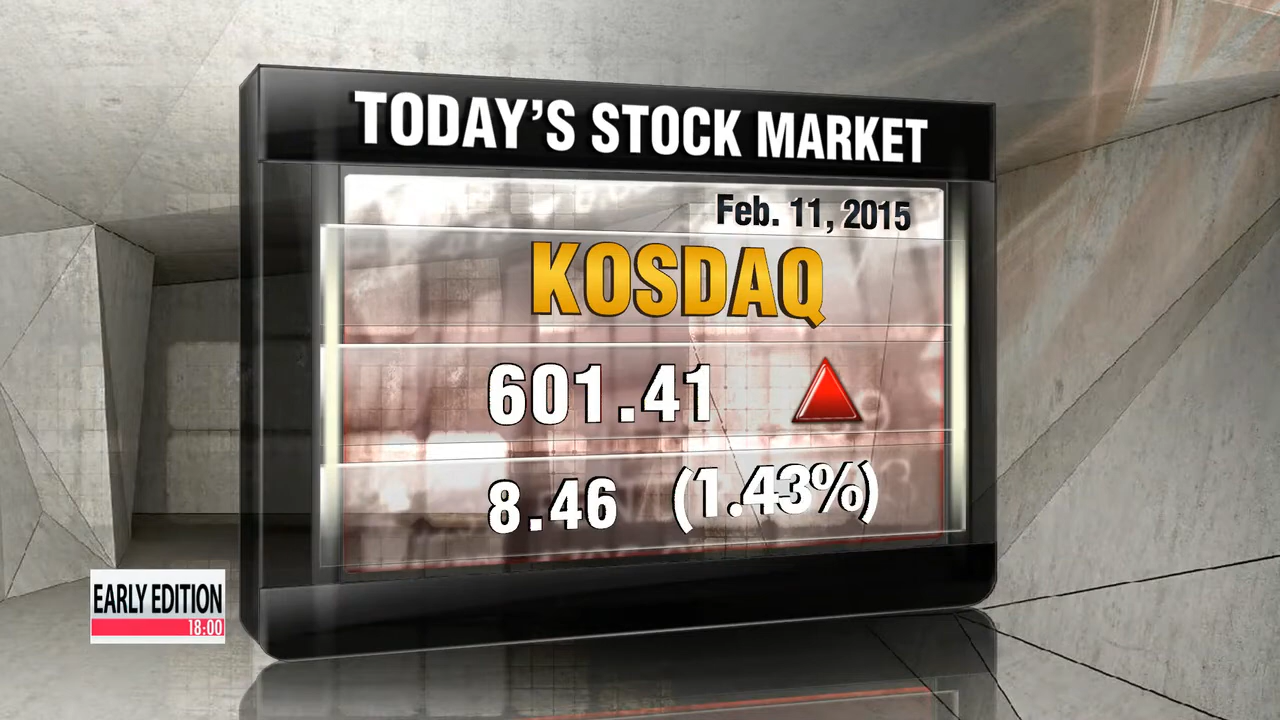 TODAY'S STOCK MARKET
Feb. 11, 2015
KOSDAQ
601.41
8.46 (1.43%)
EARLY EDITION
18:00